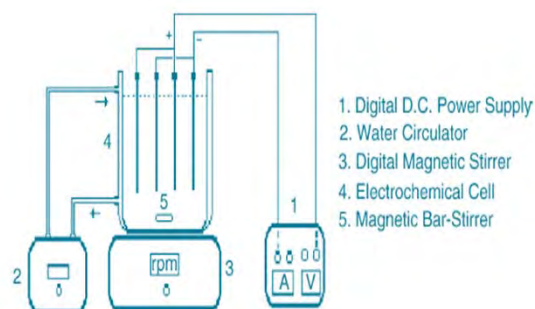 +
-
1. Digital D.C. Power Supply
2. Water Circulator
3. Digital Magnetic Stirrer
4. Electrochemical Cell
5. Magnetic Bar-Stirrer
4
5
1
2
rpm
3
A
V